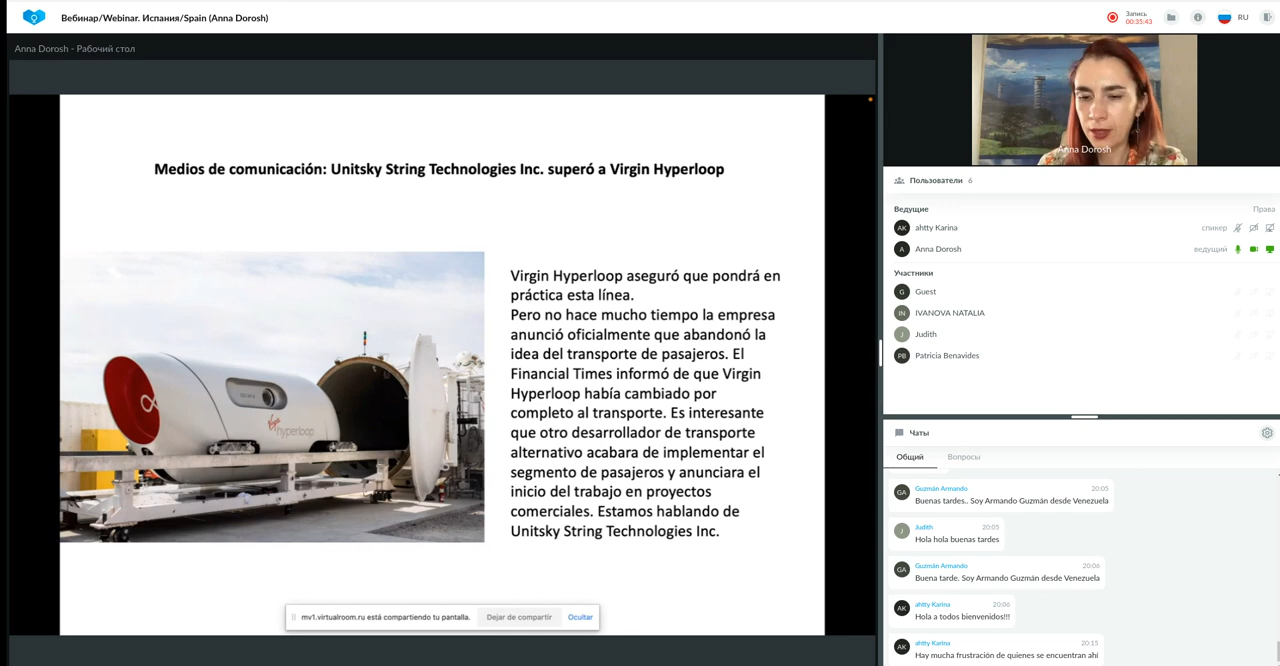 Вебинар/Webinar. Испания/Spain (Anna Dorosh)
Запись
00:35:43
RU
Anna Dorosh - Рабочий стол
Medios de comunicación: Unitsky String Technologies Inc. superó a Virgin Hyperloop
Virgin hyperloop
Virgin Hyperloop aseguró que pondrá en
práctica esta línea.
Pero no hace mucho tiempo la empresa
anunció oficialmente que abandonó la
idea del transporte de pasajeros. El
Financial Times informó de que Virgin
Hyperloop había cambiado por
completo al transporte. Es interesante
que otro desarrollador de transporte
alternativo acabara de implementar el
segmento de pasajeros y anunciara el
inicio del trabajo en proyectos
comerciales. Estamos hablando de
Unitsky String Technologies Inc.
mv1.virtualroom.ru está compartiendo tu pantalla.
Dejar de compartir
Ocultar
Anna Dorosh
Пользователи 6
Ведущие
Права
AK
ahtty Karina
спикер
A
Anna Dorosh
ведущий
Участники
G
Guest
IN
IVANOVA NATALIA
J
Judith
PB
Patricia Benavides
Чаты
Общий
Вопросы
GA
Guzmán Armando
20:05
Buenas tardes.. Soy Armando Guzmán desde Venezuela
J
Judith
20:05
Hola hola buenas tardes
GA
Guzmán Armando
20:06
Buena tarde. Soy Armando Guzmán desde Venezuela
AK
ahtty Karina
20:06
Hola a todos bienvenidos!!!
AK
ahtty Karina
20:15
Hay mucha frustración de quienes se encuentran ahí